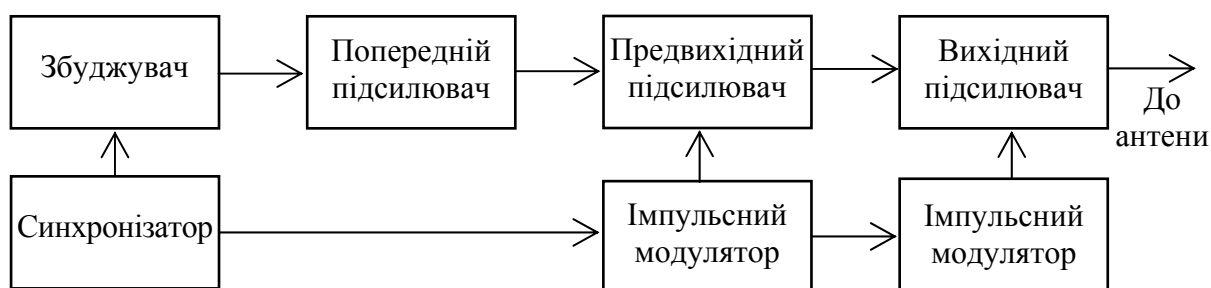 Збуджувач
Попередній
підсилювач
Предвихідний
підсилювач
Вихідний
підсилювач
До
антени
Синхронізатор
Імпульсний
модулятор
Імпульсний
модулятор